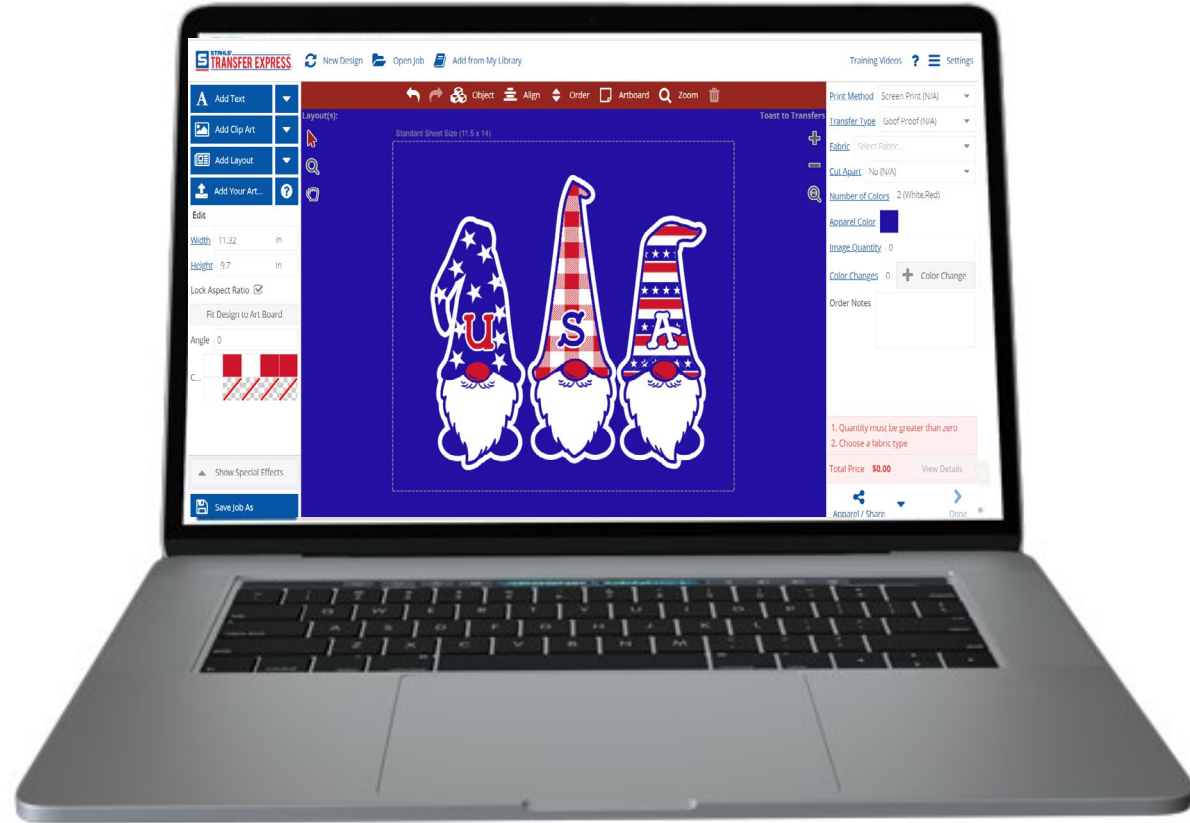 STAHLS'
TRANSFER EXPRESS
New Design Open Job Add from My Library Training Videos ? Settings
Add Text
Add Clip Art
Add Layout
Add Your Art... ?
Edit
Width 11.32 in
Height 9.7 in
Lock Aspect Ratio
Fit Design to Art Board
Angle 0
C...
Show Special Effects
Save Job As
Object Align Order Artboard Zoom
Layout(s): Toast to Transfers
Standard Sheet Size (11.5 x 14)
U S A
Print Method Screen Print (N/A)
Transfer Type Goof Proof (N/A)
Fabric Select Fabric...
Cut Apart No (N/A)
Number of Colors 2 (White,Red)
Apparel Color
Image Quantity 0
Color Changes 0 Color Change
Order Notes
1. Quantity must be greater than zero
2. Choose a fabric type
Total Price $0.00 View Details
Apparel / Share Done